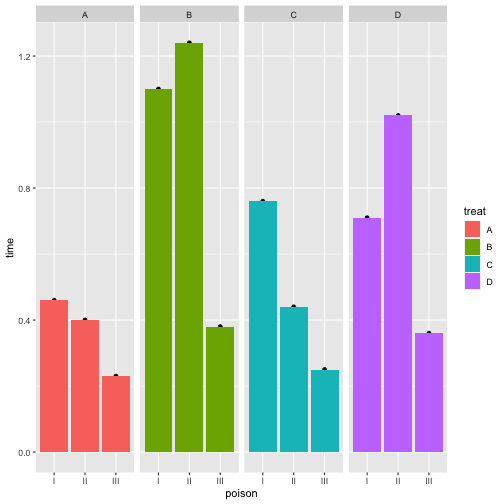 A B C D
1.2
0.8
0.4
0.0
time
I II III I II III I II III I II III
poison
treat
A
B
C
D